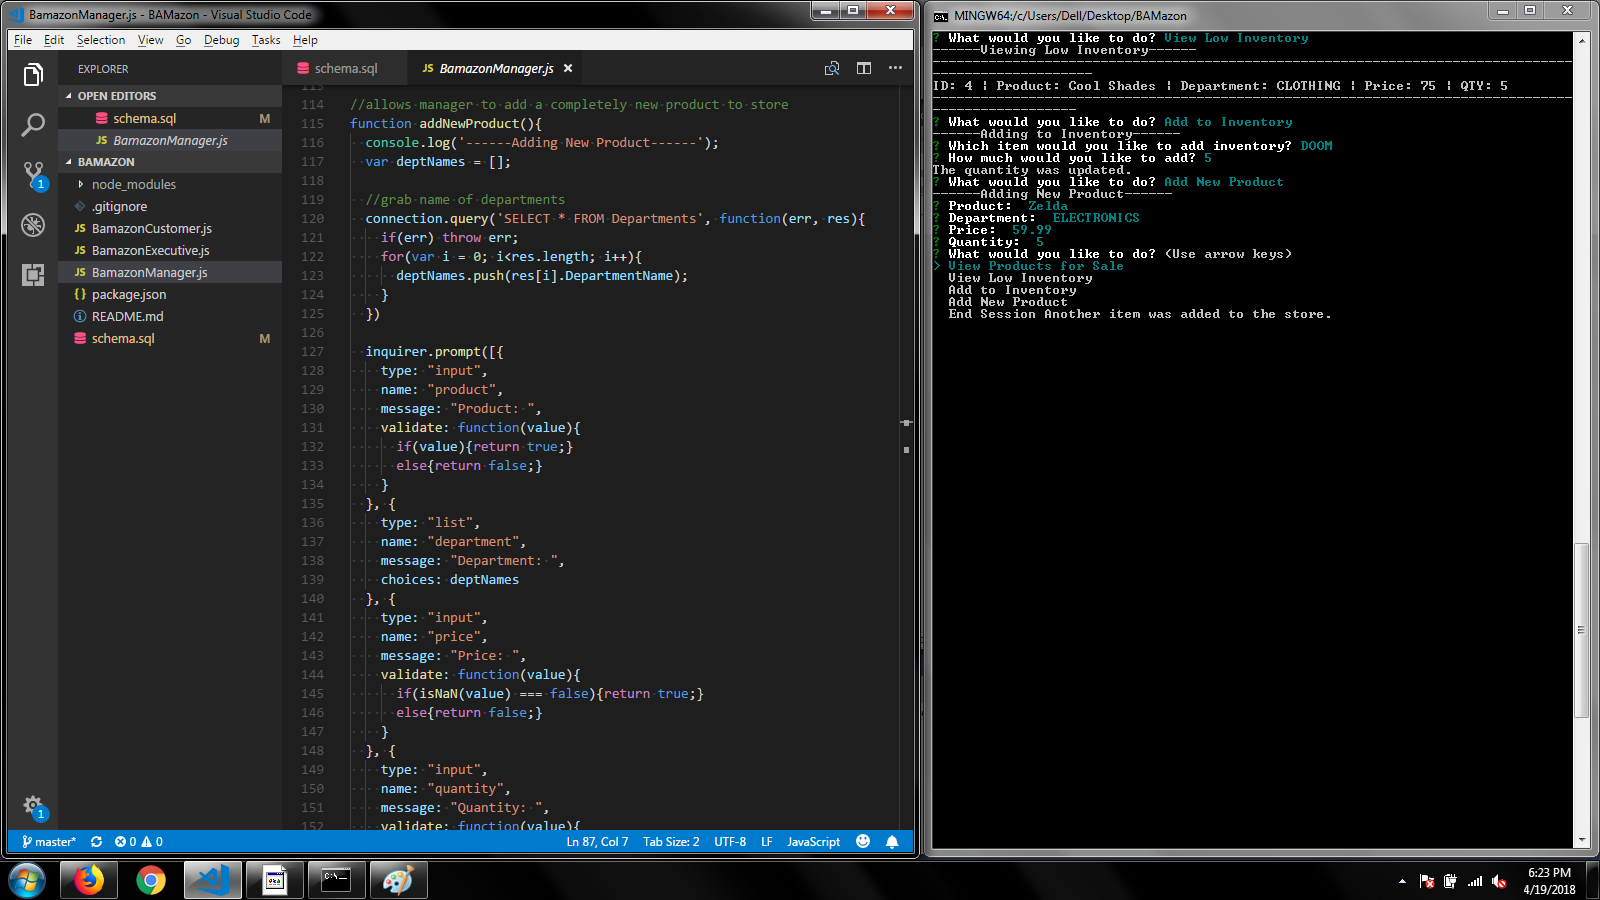 BamazonManager.js - BAMazon - Visual Studio Code
File Edit Selection View Go Debug Tasks Help
EXPLORER
OPEN EDITORS
schema.sql M
BamazonManager.js
BAMAZON
node_modules
.gitignore
JS BamazonCustomer.js
JS BamazonExecutive.js
JS BamazonManager.js
{} package.json
README.md
schema.sql M
1
1
schema.sql JS BamazonManager.js ×
113
114 //allows manager to add a completely new product to store
115 function addNewProduct(){
116 console.log('------Adding New Product------');
117 var deptNames = [];
118
119 //grab name of departments
120 connection.query('SELECT * FROM Departments', function(err, res){
121 if(err) throw err;
122 for(var i = 0; i<res.length; i++){
123 deptNames.push(res[i].DepartmentName);
124 }
125 })
126
127 inquirer.prompt([{
128 type: "input",
129 name: "product",
130 message: "Product: ",
131 validate: function(value){
132 if(value){return true;}
133 else{return false;}
134 }
135 }, {
136 type: "list",
137 name: "department",
138 message: "Department: ",
139 choices: deptNames
140 }, {
141 type: "input",
142 name: "price",
143 message: "Price: ",
144 validate: function(value){
145 if(isNaN(value) === false){return true;}
146 else{return false;}
147 }
148 }, {
149 type: "input",
150 name: "quantity",
151 message: "Quantity: ",
152 validate: function(value){
master* 0 0 Ln 87, Col 7 Tab Size: 2 UTF-8 LF JavaScript
MINGW64:/c/Users/Dell/Desktop/BAMazon
? What would you like to do? View Low Inventory
------Viewing Low Inventory------
ID: 4 | Product: Cool Shades | Department: CLOTHING | Price: 75 | QTY: 5
? What would you like to do? Add to Inventory
------Adding to Inventory------
? Which item would you like to add inventory? DOOM
? How much would you like to add? 5
The quantity was updated.
? What would you like to do? Add New Product
------Adding New Product------
? Product: Zelda
? Department: ELECTRONICS
? Price: 59.99
? Quantity: 5
? What would you like to do? (Use arrow keys)
> View Products for Sale
View Low Inventory
Add to Inventory
Add New Product
End Session Another item was added to the store.
6:23 PM
4/19/2018